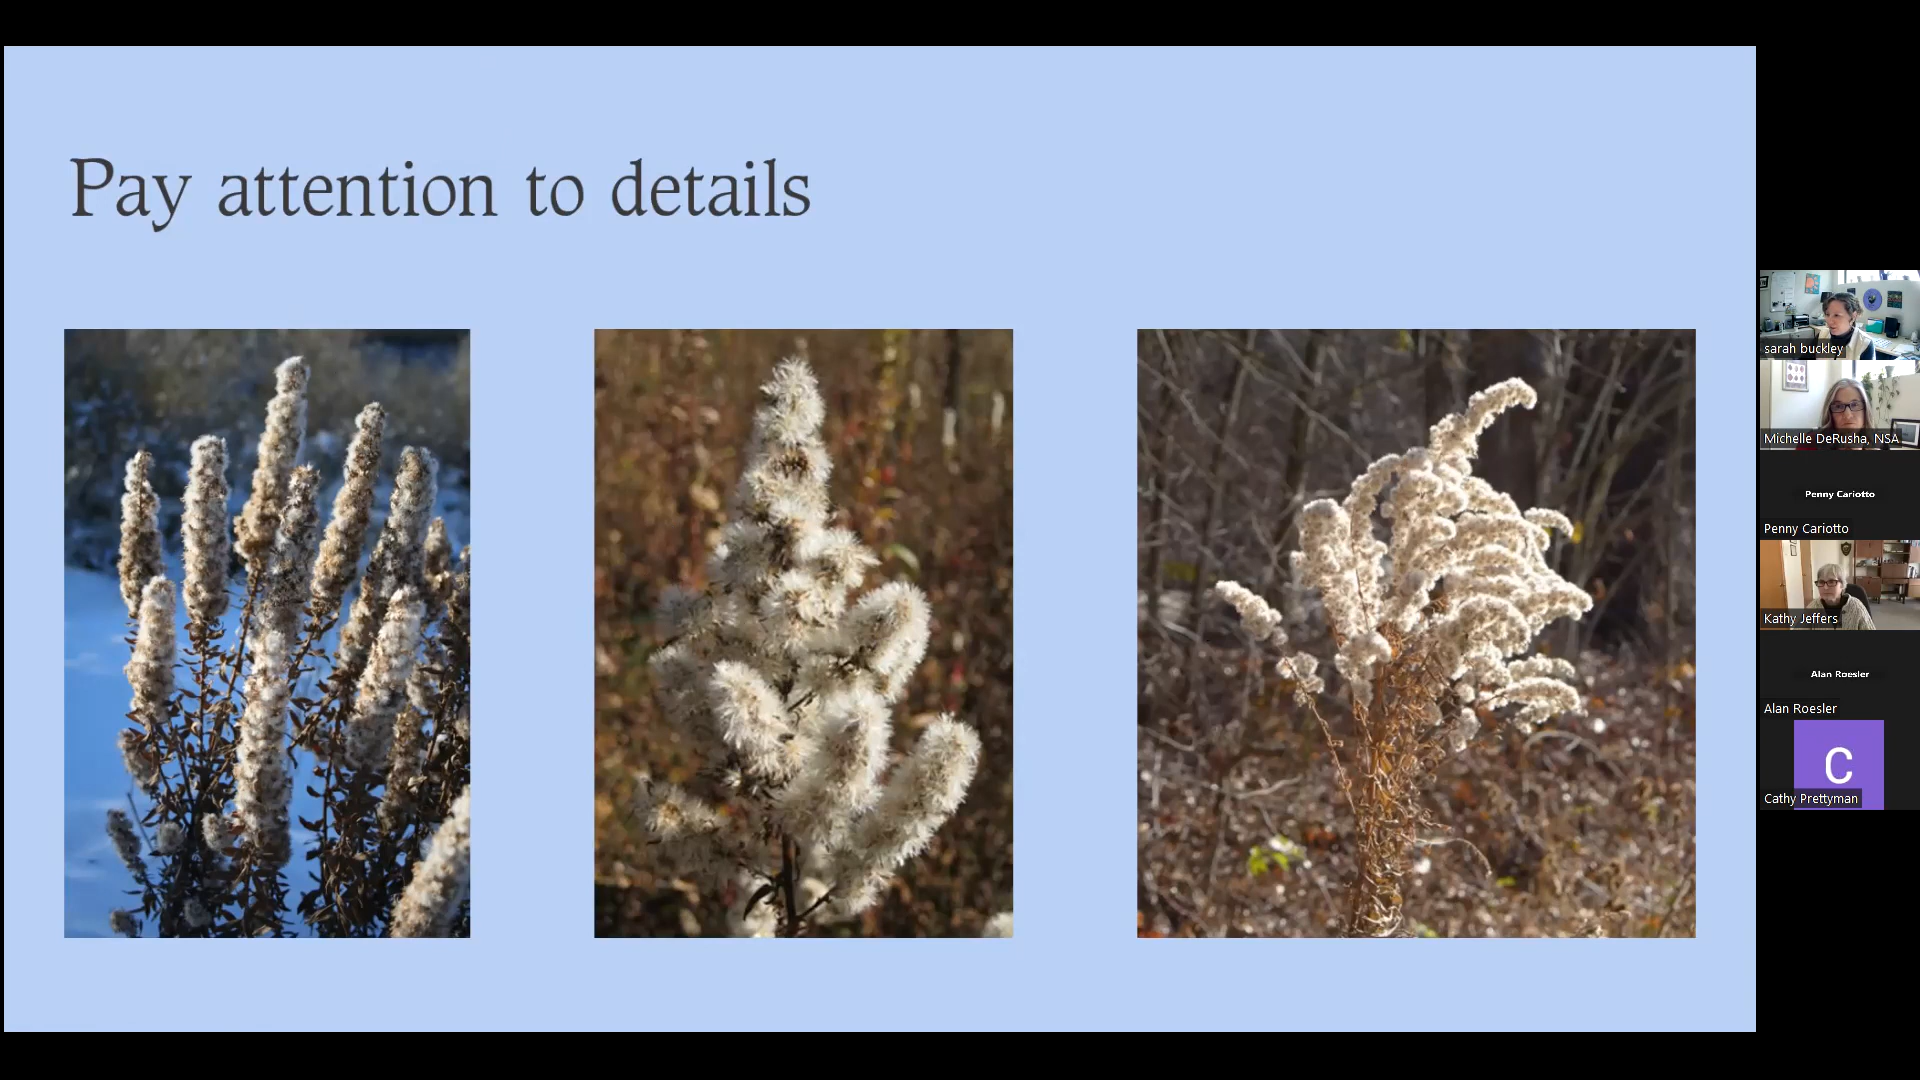 Pay attention to details
sarah buckley
Michelle DeRusha, NSA
Penny Cariotto
Penny Cariotto
Kathy Jeffers
Alan Roesler
Alan Roesler
C
Cathy Prettyman